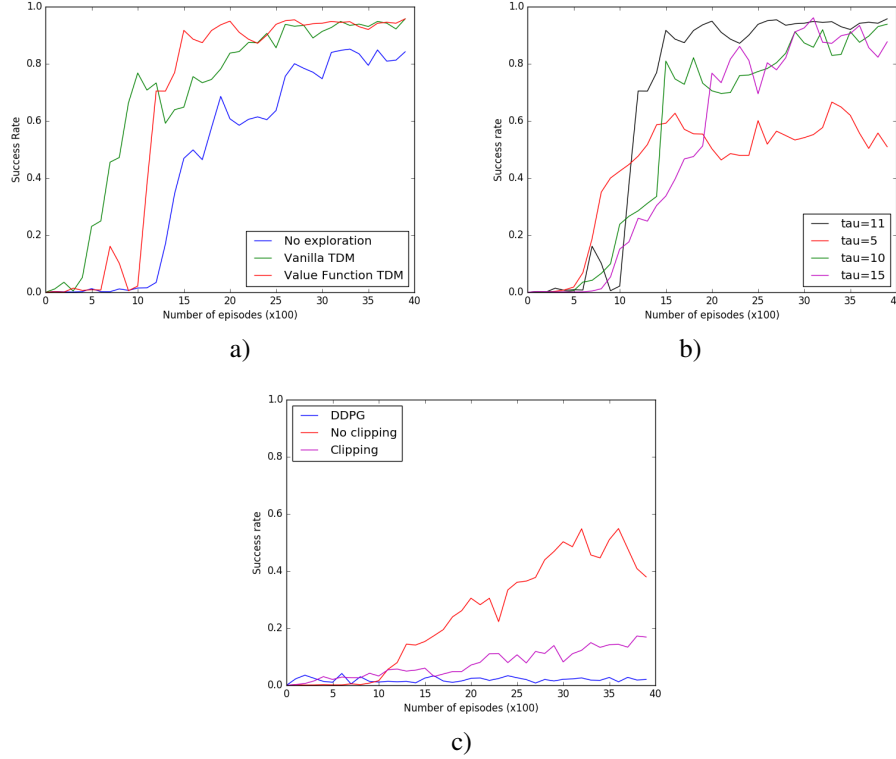 1.0
0.8
0.6
0.4
0.2
0.0
Success Rate
No exploration
Vanilla TDM
Value Function TDM
0 5 10 15 20 25 30 35 40
Number of episodes (x100)
a)
1.0
0.8
0.6
0.4
0.2
0.0
Success rate
tau=11
tau=5
tau=10
tau=15
0 5 10 15 20 25 30 35
Number of episodes (x100)
b)
1.0
0.8
0.6
0.4
0.2
0.0
Success rate
DDPG
No clipping
Clipping
0 5 10 15 20 25 30 35 40
Number of episodes (x100)
c)